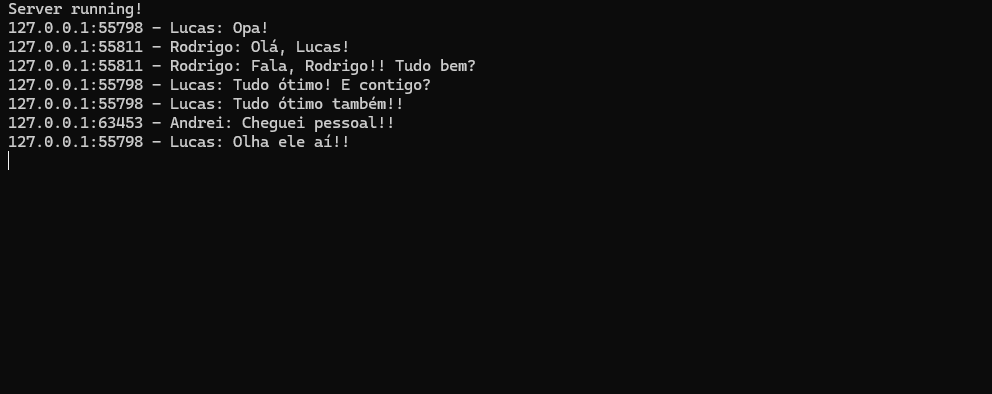 Server running!
127.0.0.1:55798 - Lucas: Opa!
127.0.0.1:55811 - Rodrigo: Olá, Lucas!
127.0.0.1:55811 - Rodrigo: Fala, Rodrigo!! Tudo bem?
127.0.0.1:55798 - Lucas: Tudo ótimo! E contigo?
127.0.0.1:55798 - Lucas: Tudo ótimo também!!
127.0.0.1:63453 - Andrei: Cheguei pessoal!!
127.0.0.1:55798 - Lucas: Olha ele aí!!